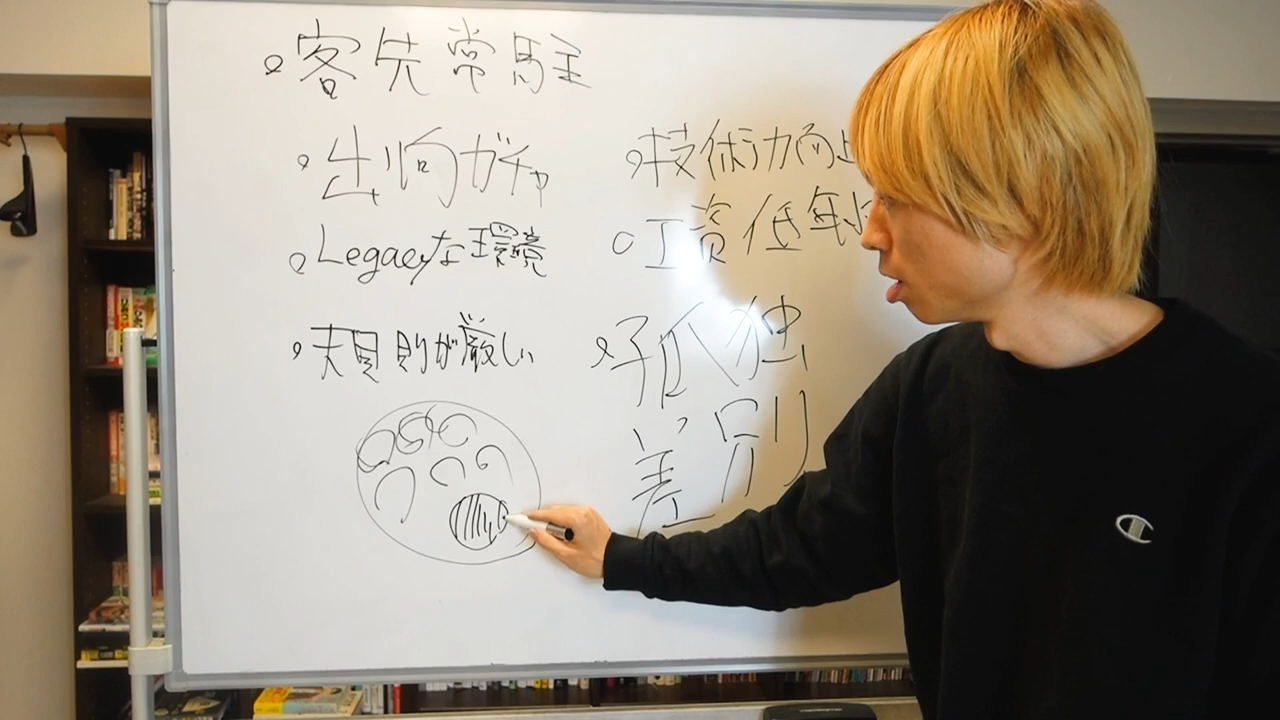 客先常駐
出向ガチャ
Legacyな環境
規則が厳しい
技術力向上
工資低年
孤独
差別